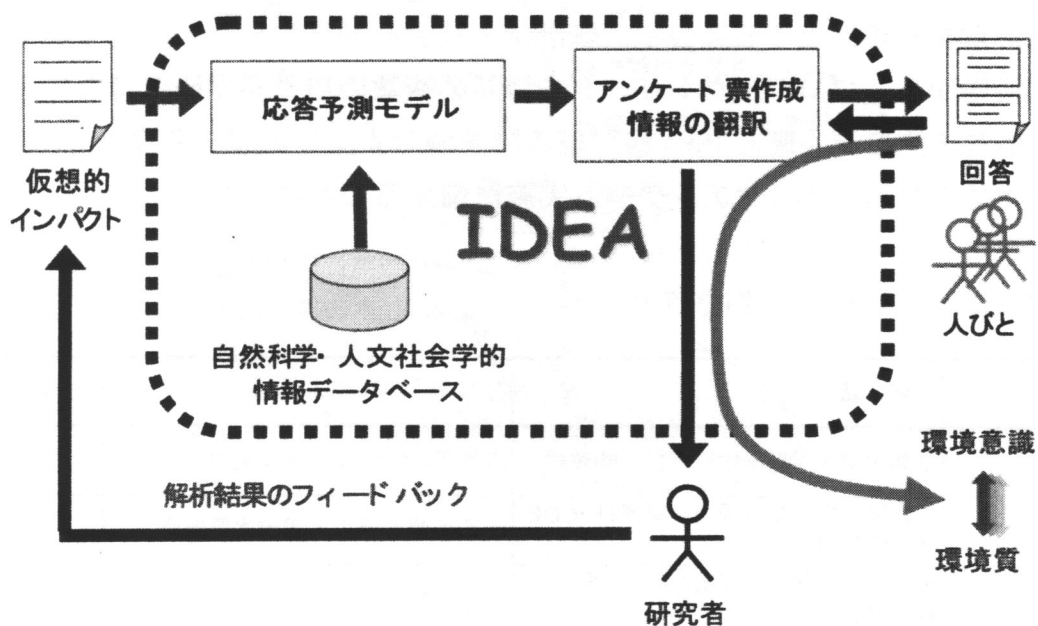 応答予測モデル
アンケート 票作成
情報の翻訳
仮想的
インパクト
回答
IDEA
人びと
自然科学・人文社会学的
情報データベース
環境意識
解析結果のフィードバック
環境質
研究者